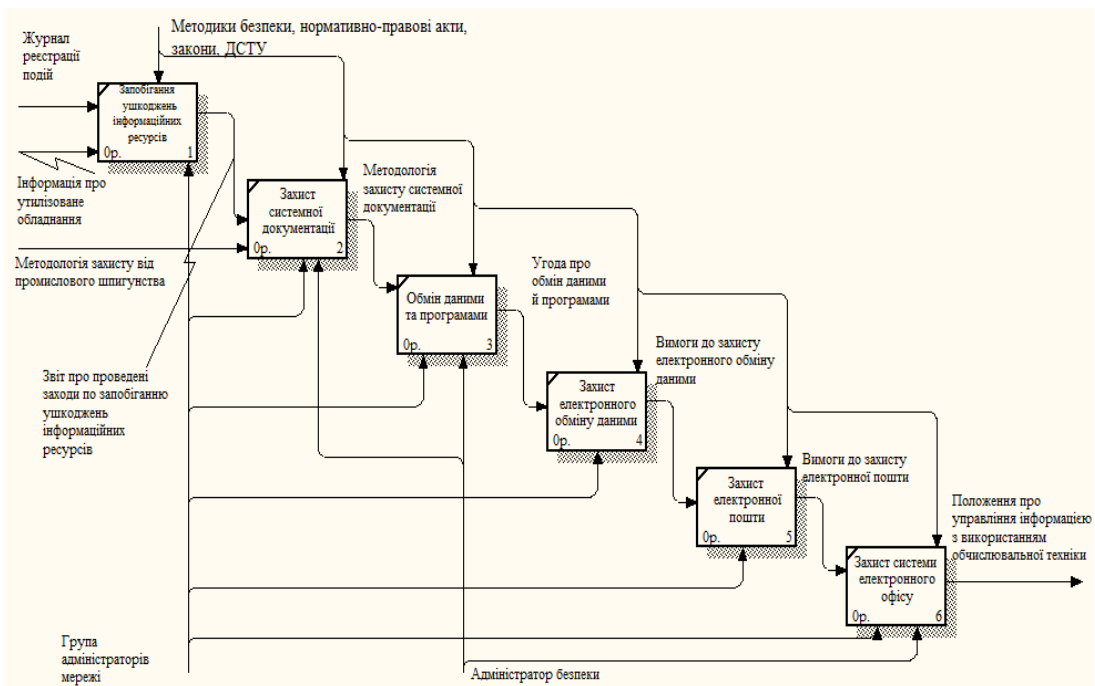 Журнал
реєстрації
подій
Методики безпеки, нормативно-правові акти,
закони, ДСТУ
Запобігання
ушкоджень
інформаційних
ресурсів
0р. 1
Інформація про
утилізоване
обладнання
Методологія захисту від
промислового шпигунства
Захист
системної
документації
0р. 2
Методологія
захисту системної
документації
Обмін даними
та програмами
0р. 3
Угода про
обмін даними
й програмами
Звіт про проведені
заходи по запобіганню
ушкоджень
інформаційних
ресурсів
Захист
електронного
обміну даними
0р. 4
Вимоги до захисту
електронного обміну
даними
Захист
електронної
пошти
0р. 5
Вимоги до захисту
електронної пошти
Захист системи
електронного
офісу
0р. 6
Положення про
управління інформацією
з використанням
обчислювальної техніки
Група
адміністраторів
мережі
Адміністратор безпеки